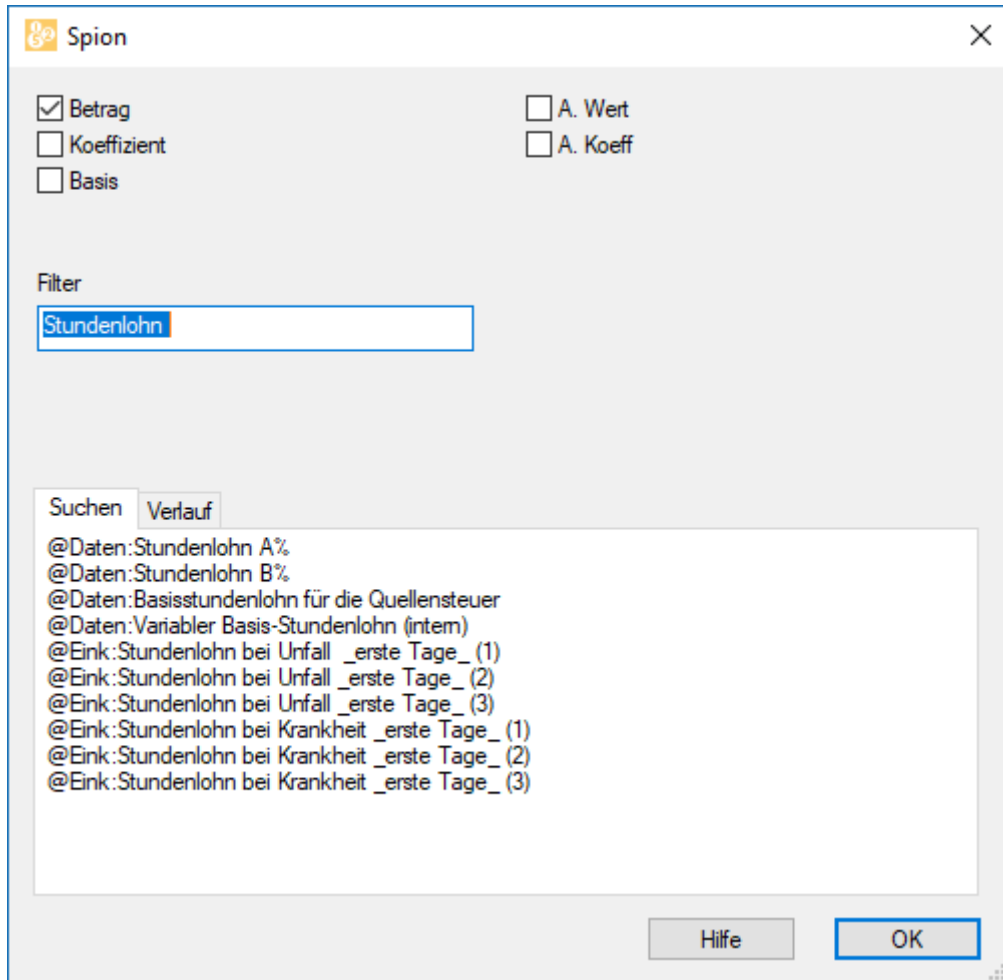 Spion
Betrag
A. Wert
Koeffizient
A. Koeff
Basis
Filter
Stundenlohn
Suchen
Verlauf
@Daten:Stundenlohn A%
@Daten:Stundenlohn B%
@Daten:Basisstundenlohn für die Quellensteuer
@Daten:Variabler Basis-Stundenlohn (intern)
@Eink:Stundenlohn bei Unfall  _erste Tage_ (1)
@Eink:Stundenlohn bei Unfall _erste Tage_ (2)
@Eink:Stundenlohn bei Unfall _erste Tage_ (3)
@Eink:Stundenlohn bei Krankheit _erste Tage_ (1)
@Eink:Stundenlohn bei Krankheit _erste Tage_ (2)
@Eink:Stundenlohn bei Krankheit _erste Tage_ (3)
Hilfe
OK